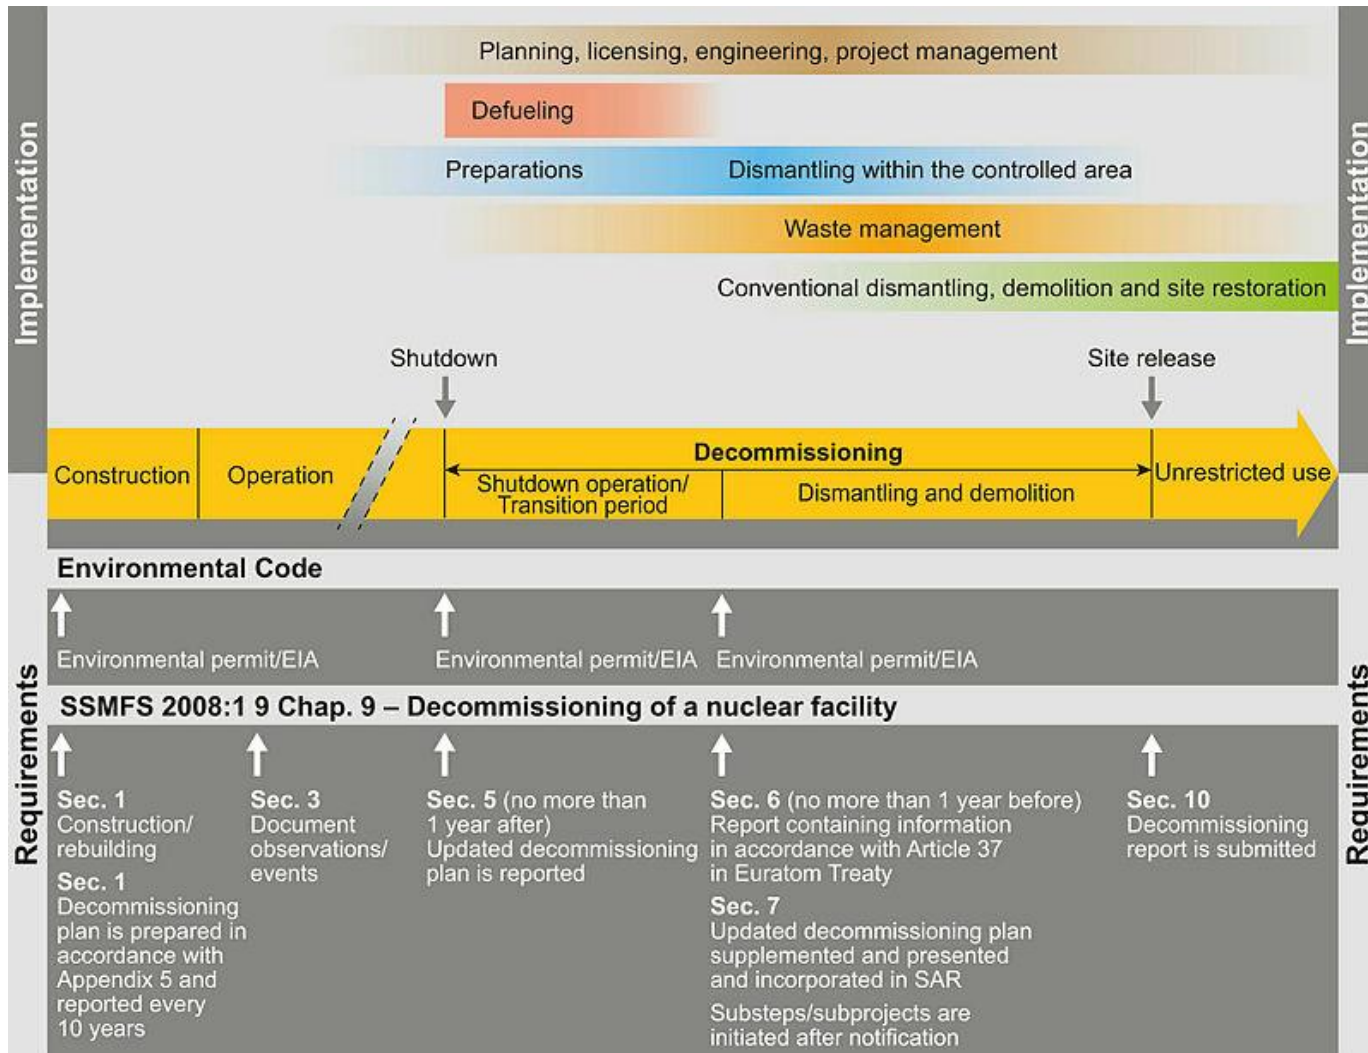 Implementation
Implementation
Planning, licensing, engineering, project management
Defueling
Preparations
Dismantling within the controlled area
Waste management
Conventional dismantling, demolition and site restoration
Shutdown
Site release
Construction
Operation
Decommissioning
Shutdown operation/
Transition period
Dismantling and demolition
Unrestricted use
Requirements
Requirements
Environmental Code
Environmental permit/EIA
Environmental permit/EIA
Environmental permit/EIA
SSMFS 2008:1 9 Chap. 9 – Decommissioning of a nuclear facility
Sec. 1
Construction/
rebuilding
Sec. 1
Decommissioning
plan is prepared in
accordance with
Appendix 5 and
reported every
10 years
Sec. 3
Document
observations/
events
Sec. 5 (no more than
1 year after)
Updated decommissioning
plan is reported
Sec. 6 (no more than 1 year before)
Report containing information
in accordance with Article 37
in Euratom Treaty
Sec. 7
Updated decommissioning plan
supplemented and presented
and incorporated in SAR
Substeps/subprojects are
initiated after notification
Sec. 10
Decommissioning
report is submitted